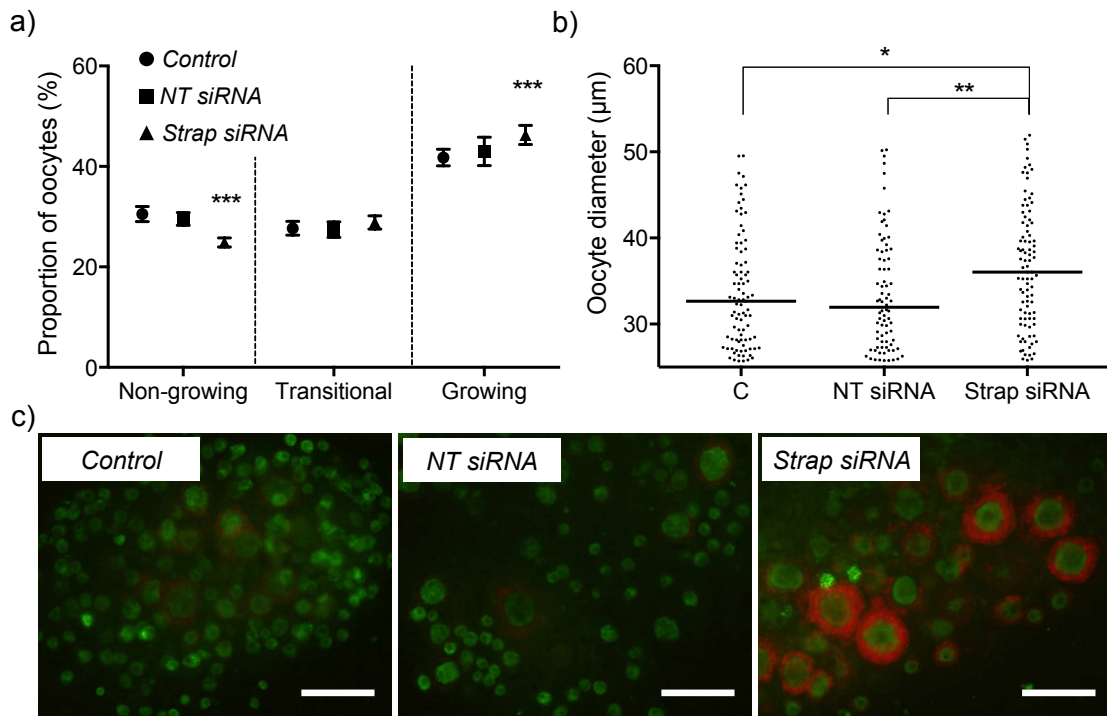 a)
60
40
20
0
Proportion of oocytes (%)
Control
NT siRNA
Strap siRNA
***
***
Non-growing Transitional Growing
b)
60
50
40
30
Oocyte diameter (µm)
*
**
C NT siRNA Strap siRNA
c)
Control NT siRNA Strap siRNA